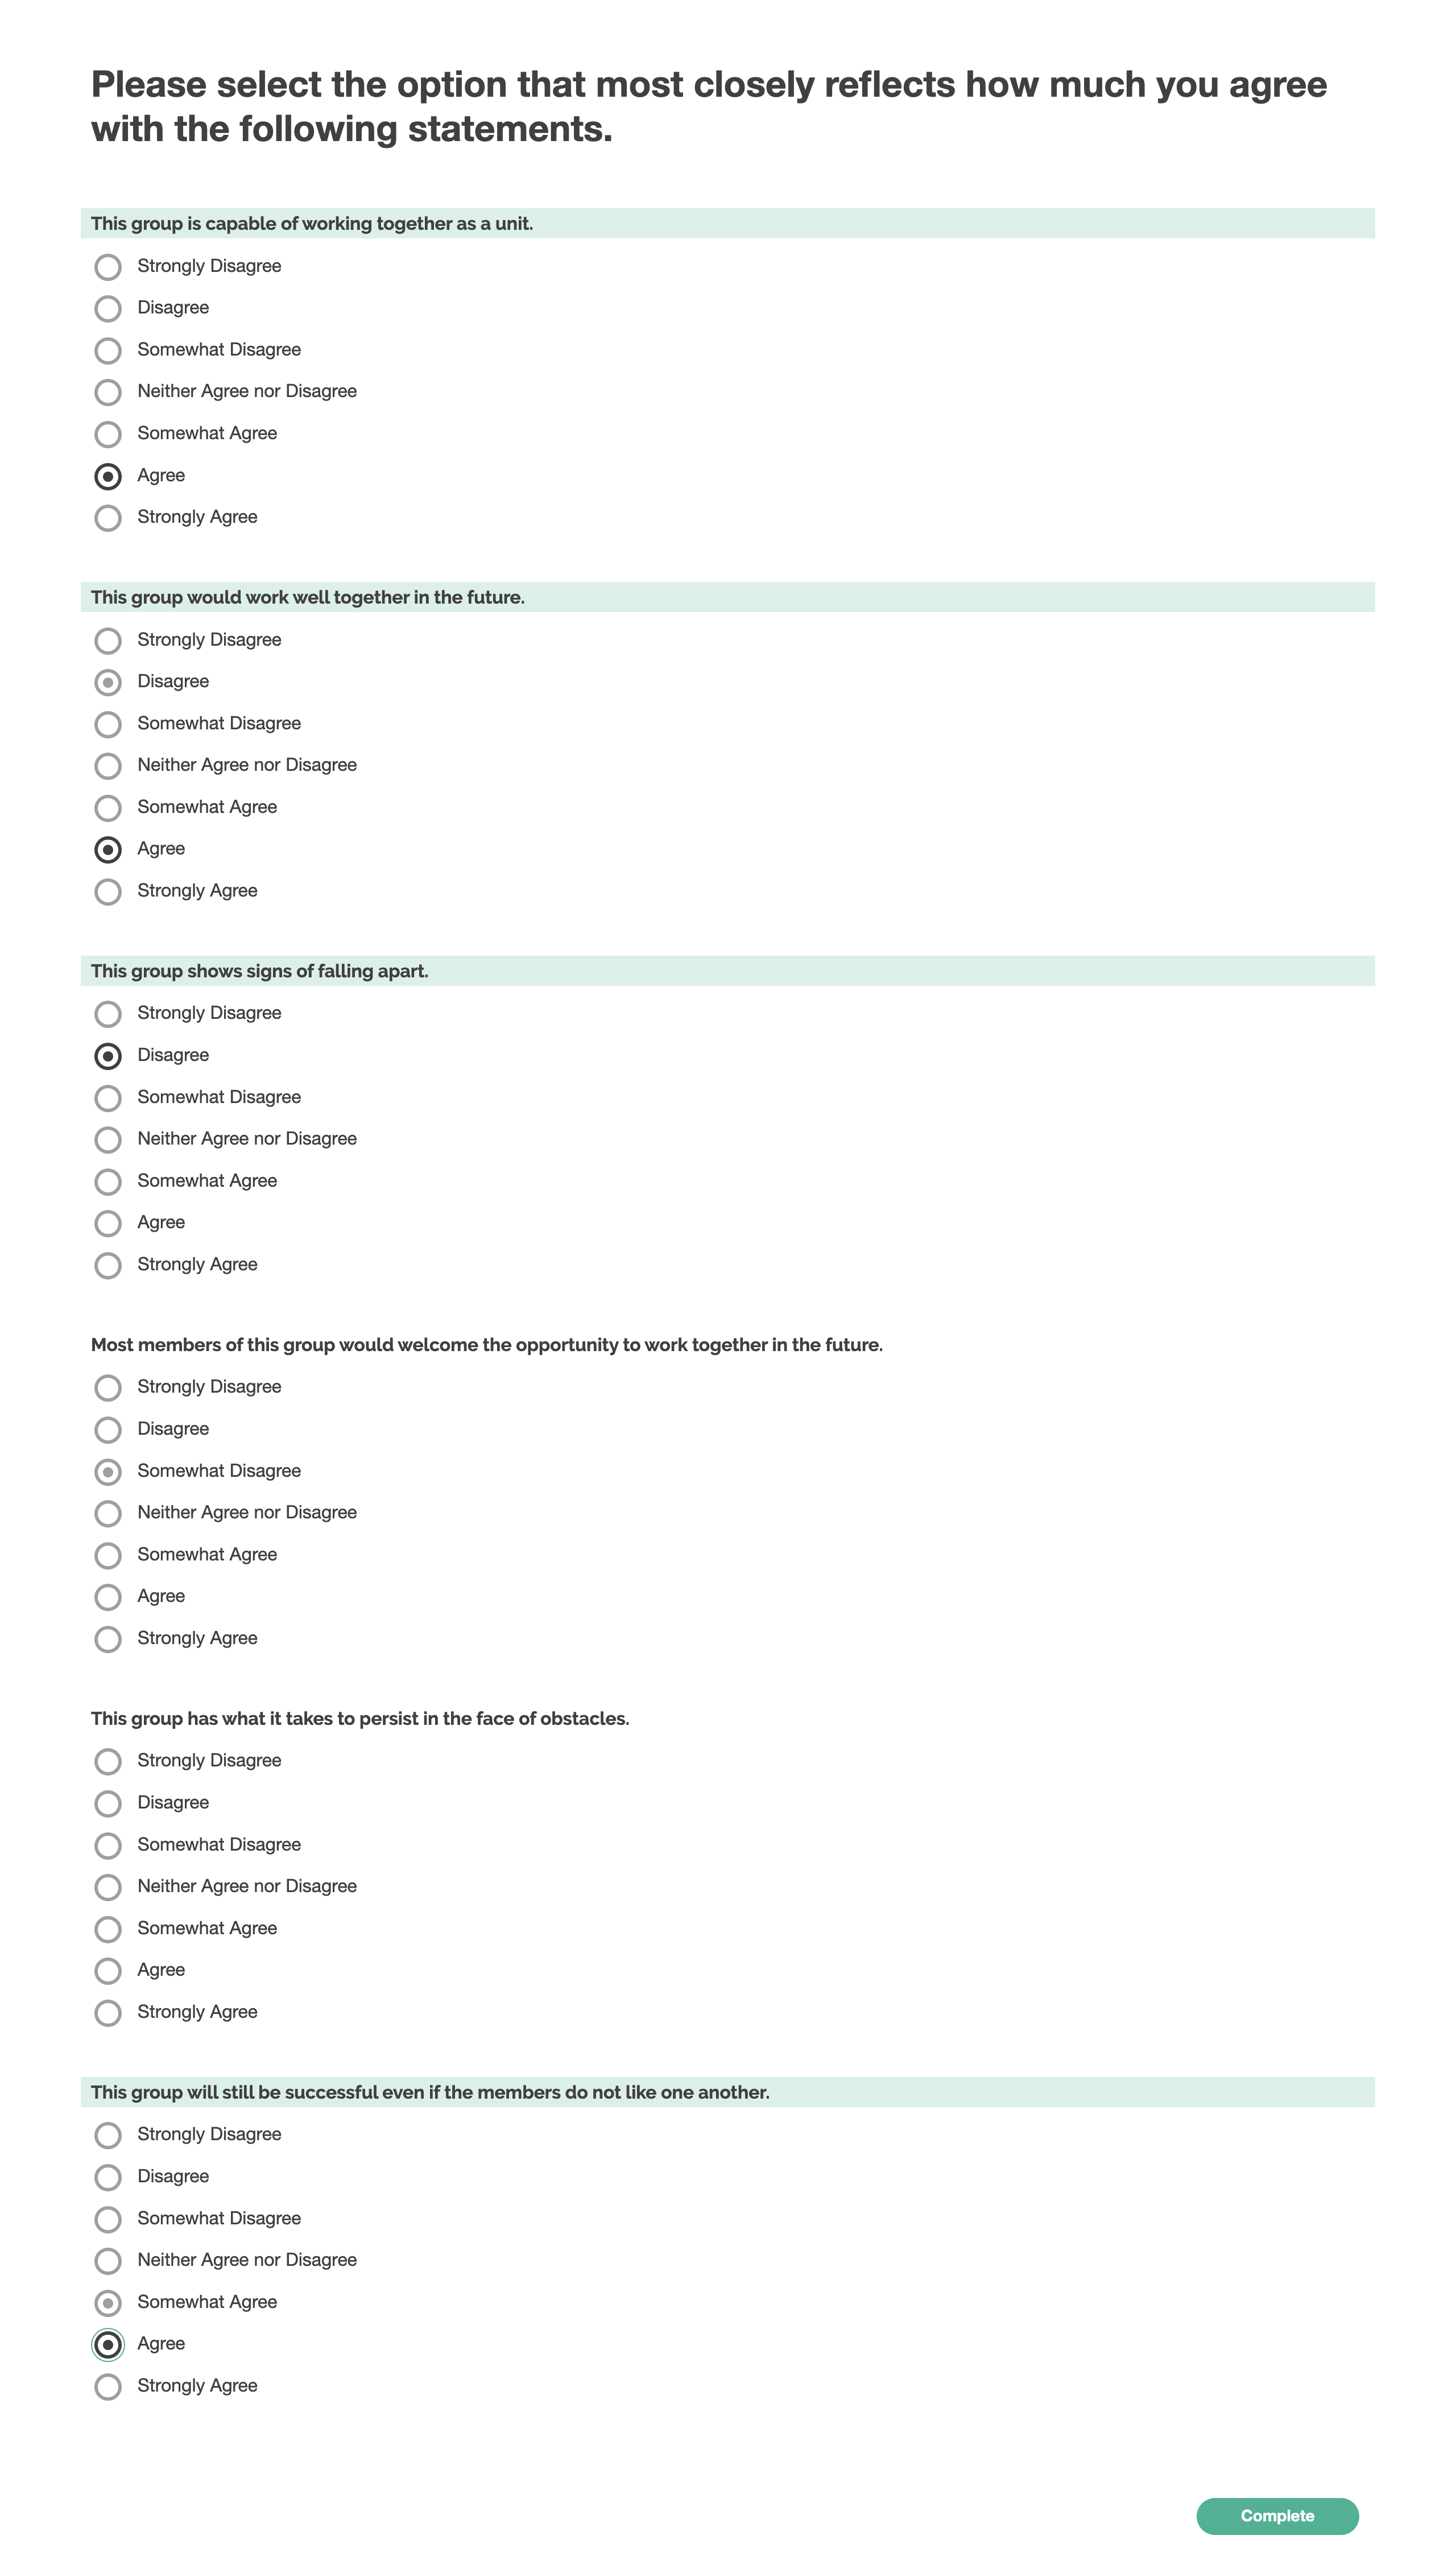 Please select the option that most closely reflects how much you agree
with the following statements.
This group is capable of working together as a unit.
Strongly Disagree
Disagree
Somewhat Disagree
Neither Agree nor Disagree
Somewhat Agree
Agree
Strongly Agree
This group would work well together in the future.
Strongly Disagree
Disagree
Somewhat Disagree
Neither Agree nor Disagree
Somewhat Agree
Agree
Strongly Agree
This group shows signs of falling apart.
Strongly Disagree
Disagree
Somewhat Disagree
Neither Agree nor Disagree
Somewhat Agree
Agree
Strongly Agree
Most members of this group would welcome the opportunity to work together in the future.
Strongly Disagree
Disagree
Somewhat Disagree
Neither Agree nor Disagree
Somewhat Agree
Agree
Strongly Agree
This group has what it takes to persist in the face of obstacles.
Strongly Disagree
Disagree
Somewhat Disagree
Neither Agree nor Disagree
Somewhat Agree
Agree
Strongly Agree
This group will still be successful even if the members do not like one another.
Strongly Disagree
Disagree
Somewhat Disagree
Neither Agree nor Disagree
Somewhat Agree
Agree
Strongly Agree
Complete